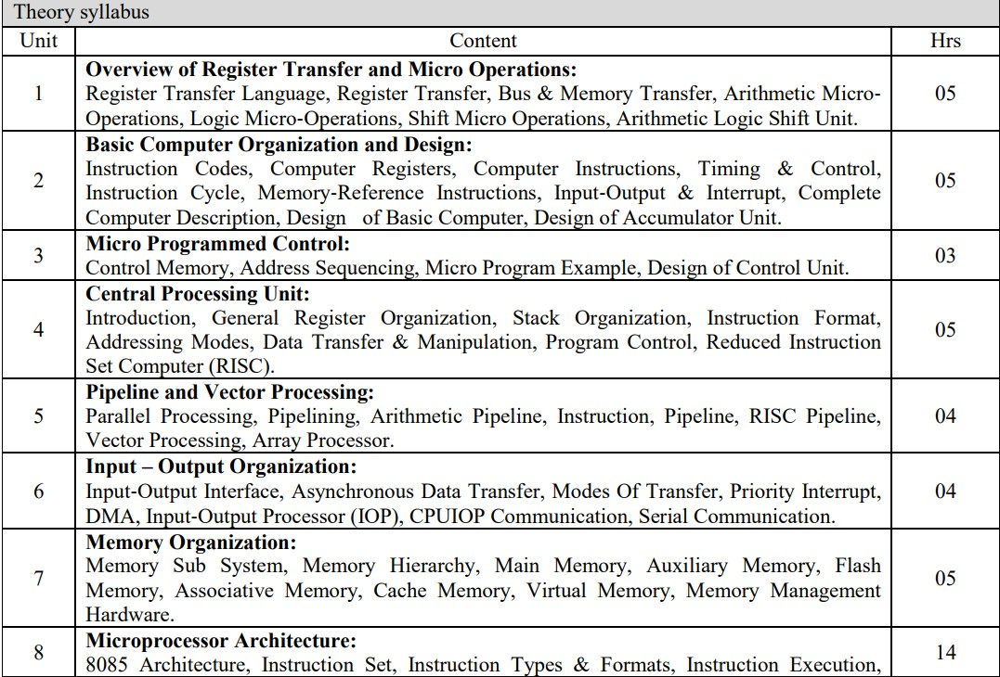 Theory syllabus
Unit Content Hrs
Overview of Register Transfer and Micro Operations:
1 Register Transfer Language, Register Transfer, Bus & Memory Transfer, Arithmetic Micro- 05
Operations, Logic Micro-Operations, Shift Micro Operations, Arithmetic Logic Shift Unit.
Basic Computer Organization and Design:
Instruction Codes, Computer Registers, Computer Instructions, Timing & Control,
2 05
Instruction Cycle, Memory-Reference Instructions, Input-Output & Interrupt, Complete
Computer Description, Design of Basic Computer, Design of Accumulator Unit.
Micro Programmed Control:
3 03
Control Memory, Address Sequencing, Micro Program Example, Design of Control Unit.
Central Processing Unit:
Introduction, General Register Organization, Stack Organization, Instruction Format,
4 05
Addressing Modes, Data Transfer & Manipulation, Program Control, Reduced Instruction
Set Computer (RISC).
Pipeline and Vector Processing:
5 Parallel Processing, Pipelining, Arithmetic Pipeline, Instruction, Pipeline, RISC Pipeline, 04
Vector Processing, Array Processor.
Input – Output Organization:
6 Input-Output Interface, Asynchronous Data Transfer, Modes Of Transfer, Priority Interrupt, 04
DMA, Input-Output Processor (IOP), CPUIOP Communication, Serial Communication.
Memory Organization:
Memory Sub System, Memory Hierarchy, Main Memory, Auxiliary Memory, Flash
7 05
Memory, Associative Memory, Cache Memory, Virtual Memory, Memory Management
Hardware.
Microprocessor Architecture:
8 14
8085 Architecture, Instruction Set, Instruction Types & Formats, Instruction Execution,